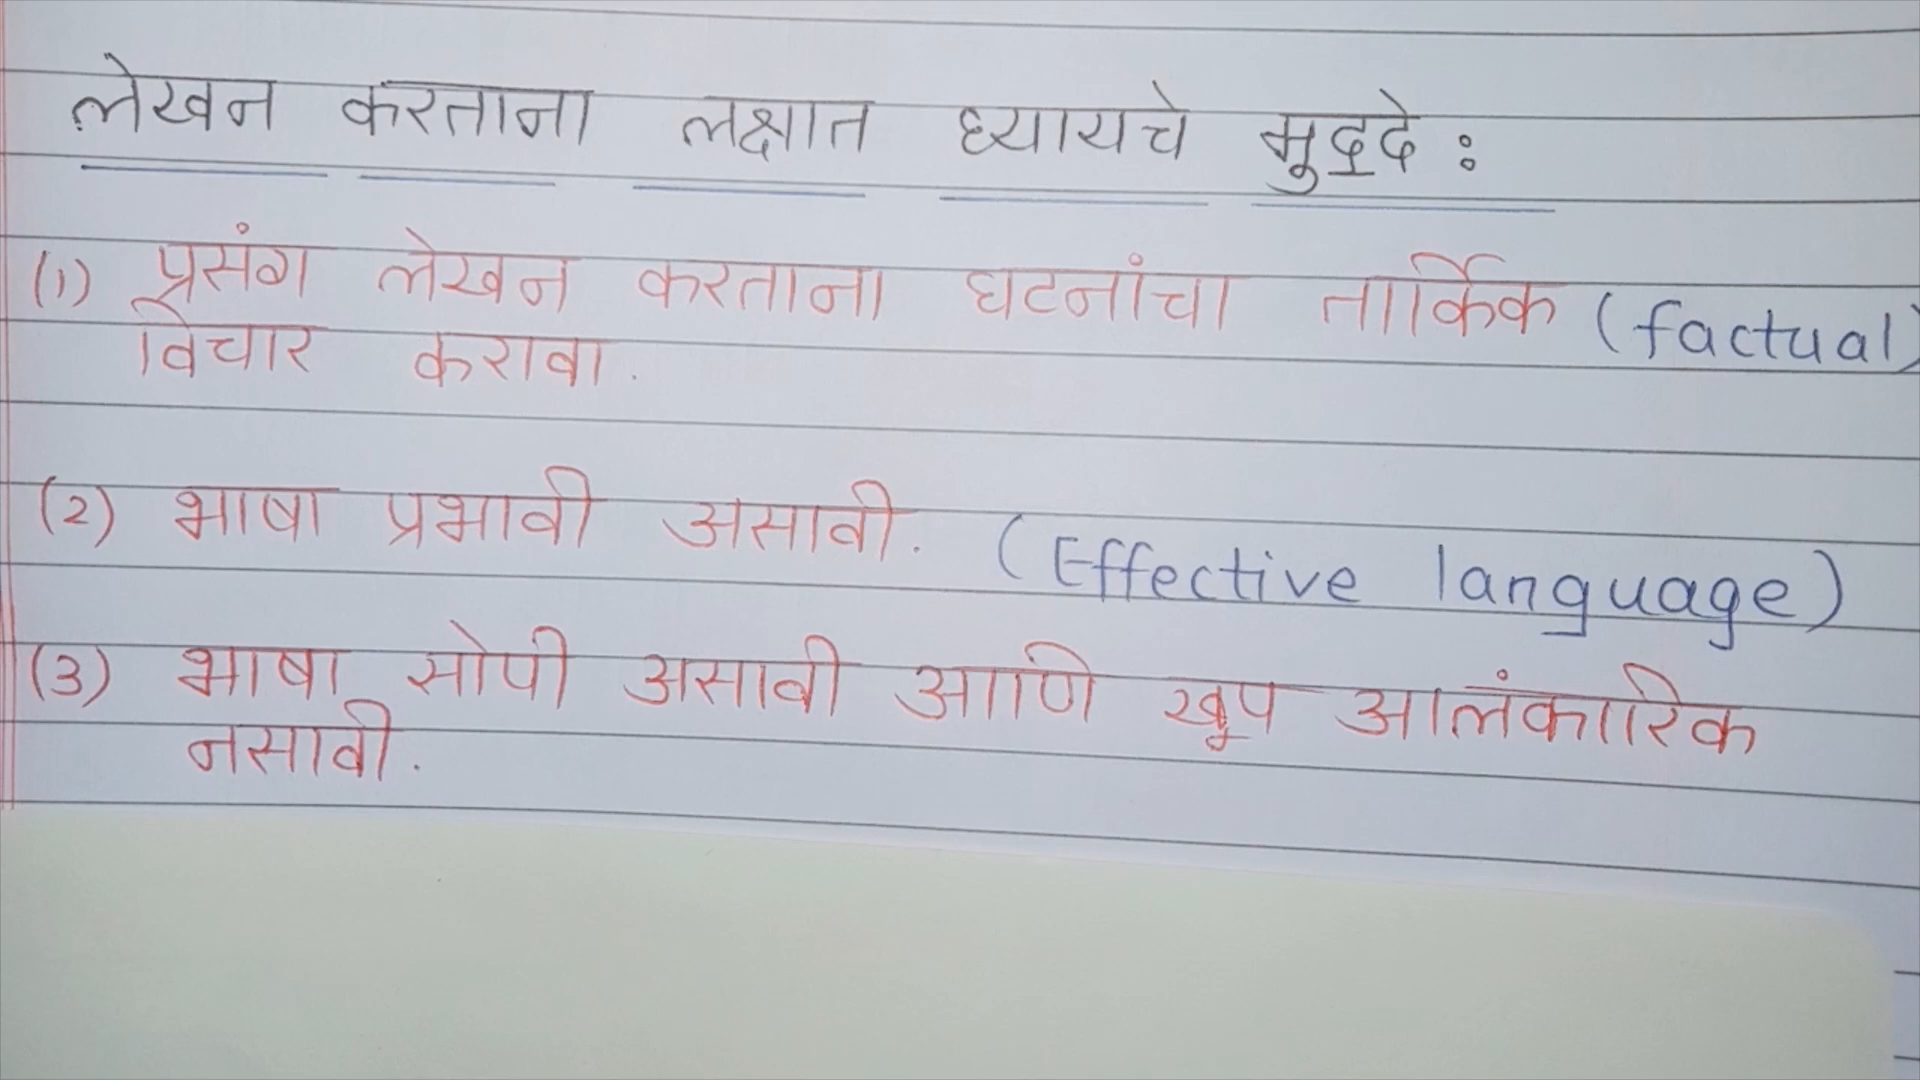 लेखन करताना लक्षात घ्यायचे मुद्दे :
(1) प्रसंग लेखन करताना घटनांचा तार्किक (factual)
विचार करावा.
(2) भाषा प्रभावी असावी. (Effective language)
(3) भाषा सोपी असावी आणि खूप आलंकारिक
नसावी.